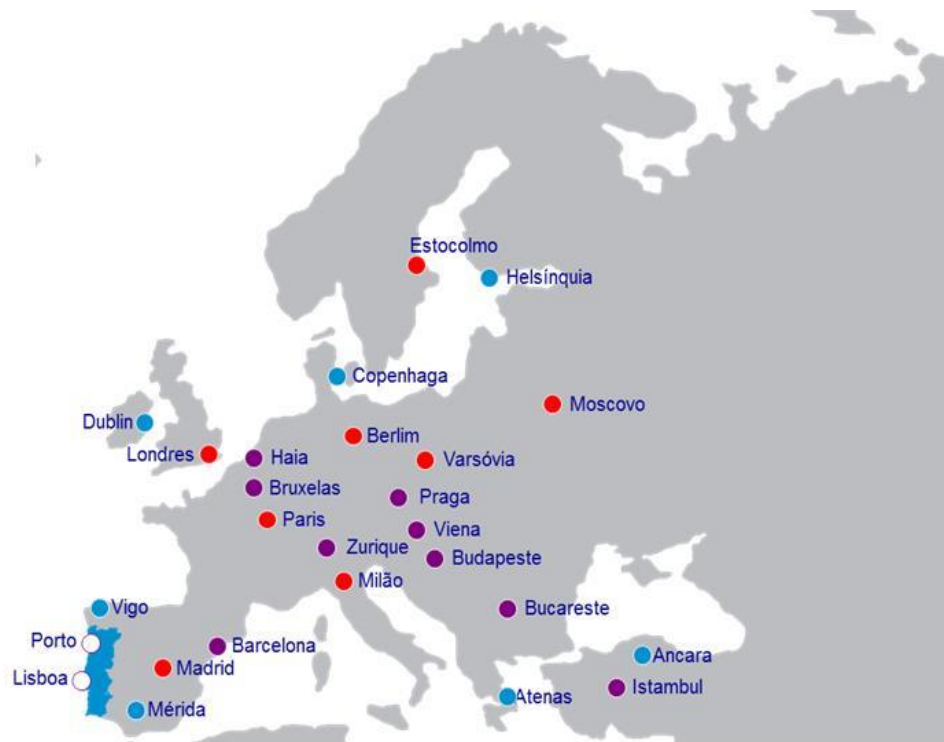 Estocolmo
Helsínquia
Copenhaga
Moscovo
Dublin
Berlim
Londres
Haia
Varsóvia
Bruxelas
Praga
Paris
Viena
Zurique
Budapeste
Milão
Vigo
Bucareste
Porto
Barcelona
Ancara
Madrid
Lisboa
Istambul
Atenas
Mérida